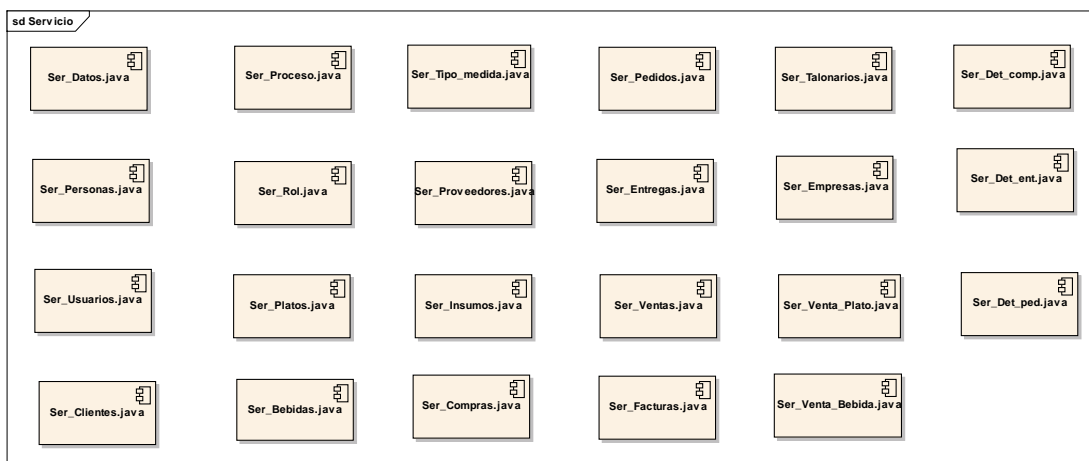 sd Servicio
Ser_Datos.java
Ser_Proceso.java
Ser_Tipo_medida.java
Ser_Pedidos.java
Ser_Talonarios.java
Ser_Det_comp.java
Ser_Personas.java
Ser_Rol.java
Ser_Proveedores.java
Ser_Entregas.java
Ser_Empresas.java
Ser_Det_ent.java
Ser_Usuarios.java
Ser_Platos.java
Ser_Insumos.java
Ser_Ventas.java
Ser_Venta_Plato.java
Ser_Det_ped.java
Ser_Clientes.java
Ser_Bebidas.java
Ser_Compras.java
Ser_Facturas.java
Ser_Venta_Bebida.java